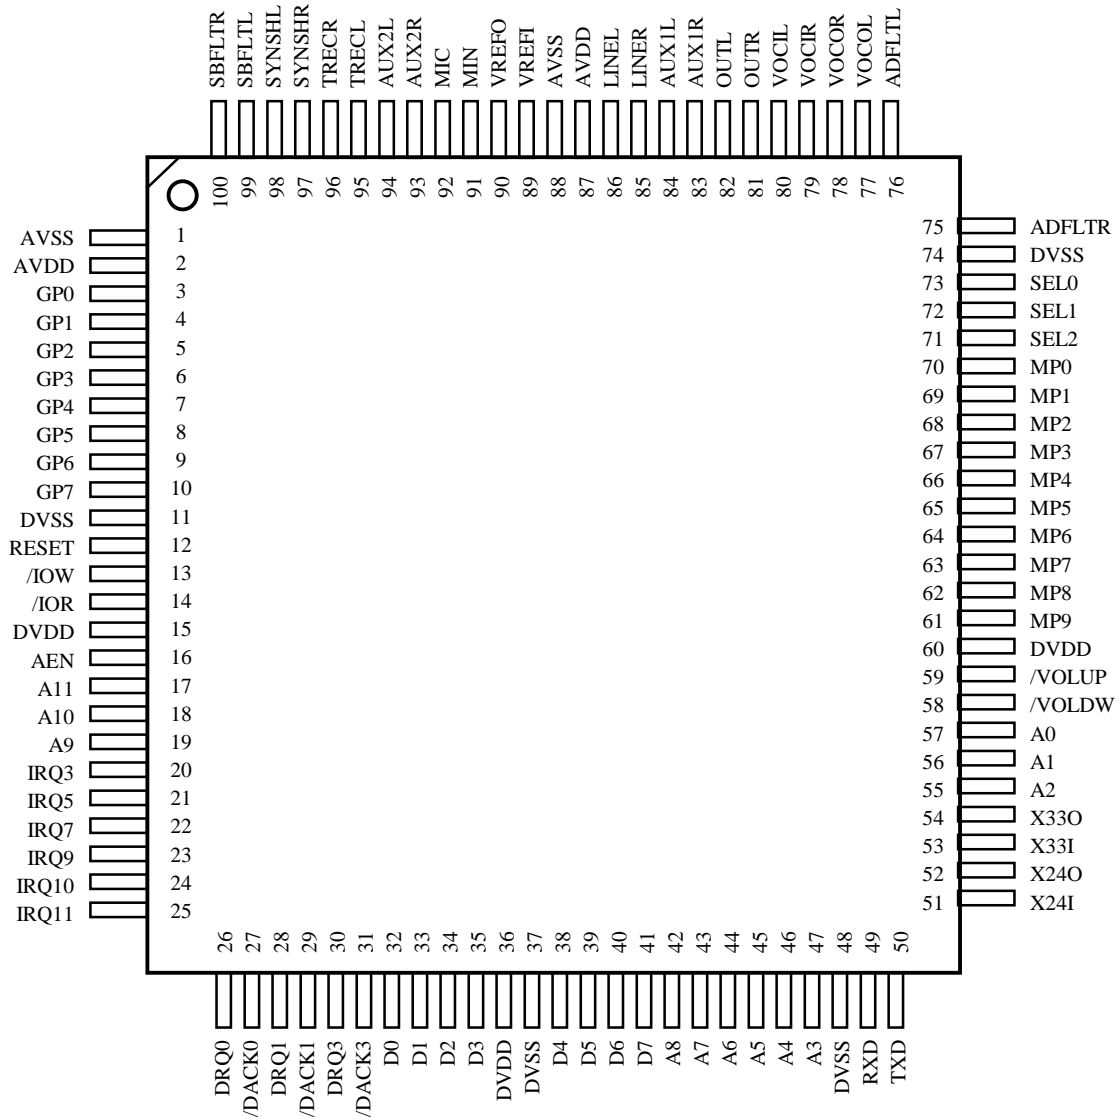 SBFLTR
SBFLTL
SYNSHL
SYNSHR
TRECR
TRECL
AUX2L
AUX2R
MIC
MIN
VREFO
VREFI
AVSS
AVDD
LINEL
LINER
AUX1L
AUX1R
OUTL
OUTR
VOCIL
VOCIR
VOCOR
VOCOL
ADFLTL
100
99
98
97
96
95
94
93
92
91
90
89
88
87
86
85
84
83
82
81
80
79
78
77
76
AVSS 1
AVDD 2
GP0 3
GP1 4
GP2 5
GP3 6
GP4 7
GP5 8
GP6 9
GP7 10
DVSS 11
RESET 12
/IOW 13
/IOR 14
DVDD 15
AEN 16
A11 17
A10 18
A9 19
IRQ3 20
IRQ5 21
IRQ7 22
IRQ9 23
IRQ10 24
IRQ11 25
75 ADFLTR
74 DVSS
73 SEL0
72 SEL1
71 SEL2
70 MP0
69 MP1
68 MP2
67 MP3
66 MP4
65 MP5
64 MP6
63 MP7
62 MP8
61 MP9
60 DVDD
59 /VOLUP
58 /VOLDW
57 A0
56 A1
55 A2
54 X33O
53 X33I
52 X24O
51 X24I
26
27
28
29
30
31
32
33
34
35
36
37
38
39
40
41
42
43
44
45
46
47
48
49
50
DRQ0
/DACK0
DRQ1
/DACK1
DRQ3
/DACK3
D0
D1
D2
D3
DVDD
DVSS
D4
D5
D6
D7
A8
A7
A6
A5
A4
A3
DVSS
RXD
TXD